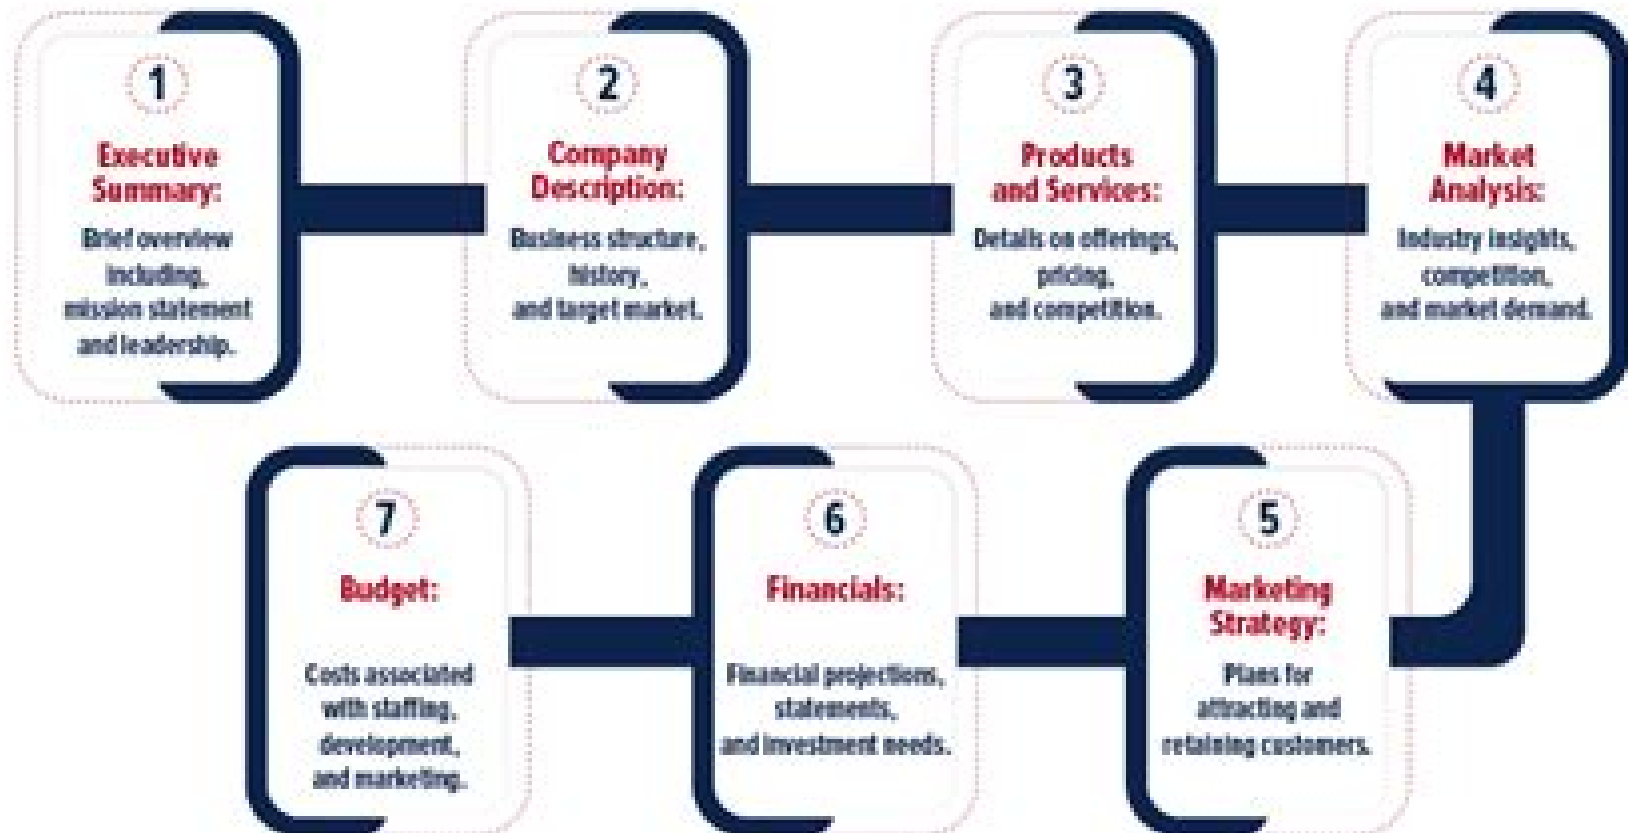 1
Executive
Summary:
Brief overview
including,
mission statement
and leadership.
2
Company
Description:
Business structure,
history,
and target market.
3
Products
and Services:
Details on offerings,
pricing,
and competition.
4
Market
Analysis:
Industry insights,
competition,
and market demand.
5
Marketing
Strategy:
Plans for
attracting and
retaining customers.
6
Financials:
Financial projections,
statements,
and investment needs.
7
Budget:
Costs associated
with staffing,
development,
and marketing.